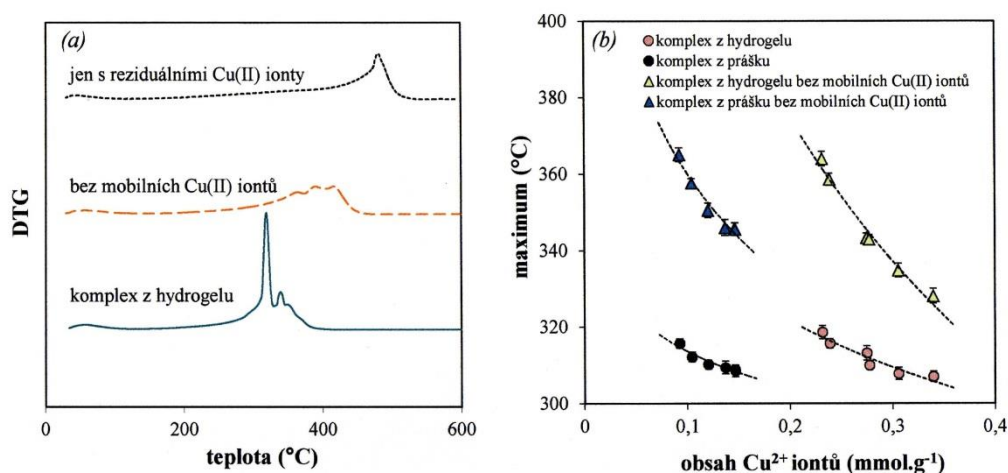 (a)
jen s reziduálními Cu(II) ionty
bez mobilních Cu(II) iontů
komplex z hydrogelu
DTG
0 200 400 600
teplota (°C)
(b)
komplex z hydrogelu
komplex z prášku
komplex z hydrogelu bez mobilních Cu(II) iontů
komplex z prášku bez mobilních Cu(II) iontů
maximum (°C)
400
380
360
340
320
300
0 0,1 0,2 0,3 0,4
obsah Cu²⁺ iontů (mmol.g⁻¹)